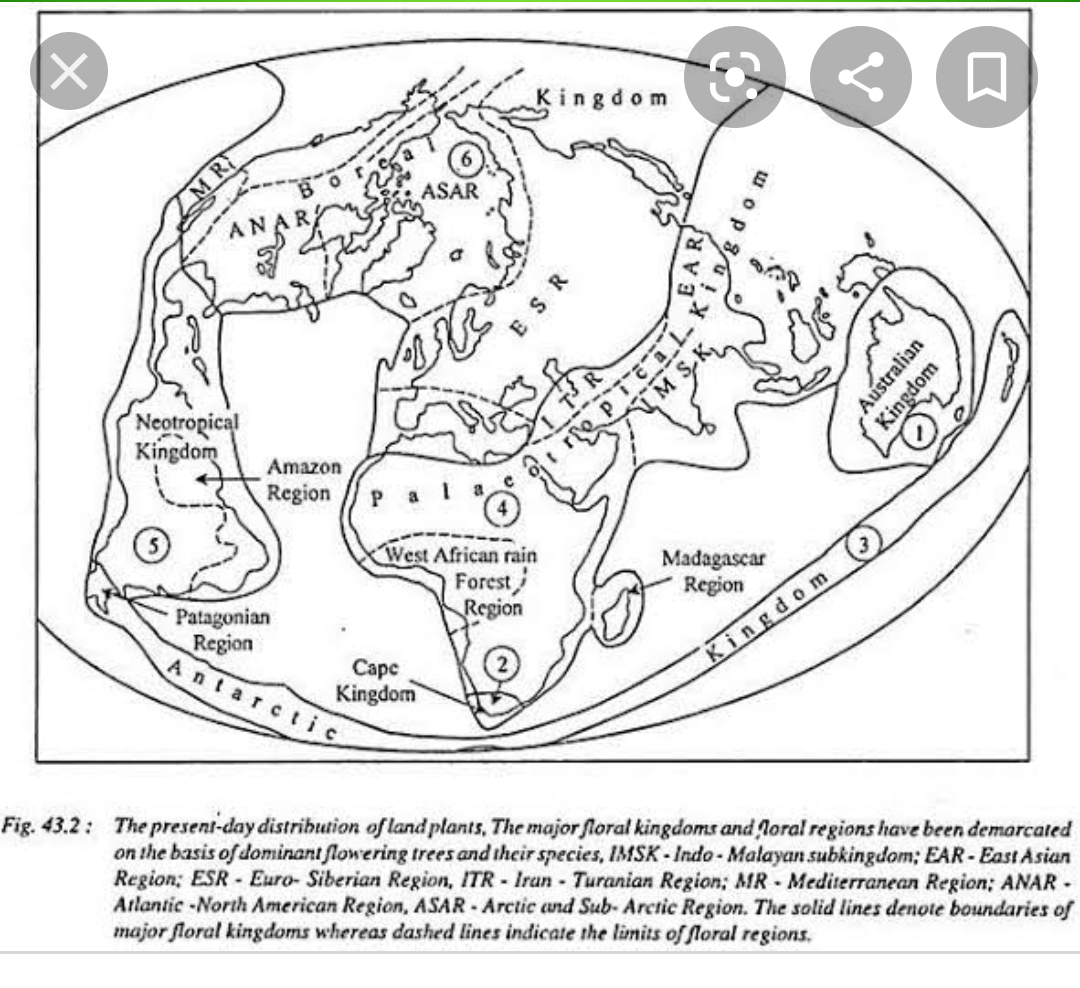 Kingdom
MR
Boreal
6
ASAR
ANAR
ESR
EAR
Kingdom
ITR
IMSK
Palaeotropical
4
Australian
Kingdom
1
Neotropical
Kingdom
Amazon
Region
5
West African rain
Forest
Region
Madagascar
Region
3
Kingdom
Patagonian
Region
Cape
Kingdom
2
Antarctic
Fig. 43.2 : The present-day distribution of land plants, The major floral kingdoms and floral regions have been demarcated
on the basis of dominant flowering trees and their species, IMSK - Indo - Malayan subkingdom; EAR - East Asian
Region; ESR - Euro- Siberian Region, ITR - Iran - Turanian Region; MR - Mediterranean Region; ANAR -
Atlantic -North American Region, ASAR - Arctic and Sub- Arctic Region. The solid lines denote boundaries of
major floral kingdoms whereas dashed lines indicate the limits of floral regions.